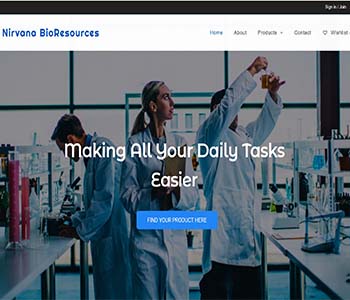 Sign in / Join
Nirvana BioResources
Home About Products Contact Wishlist
Making All Your Daily Tasks
Easier
FIND YOUR PRODUCT HERE